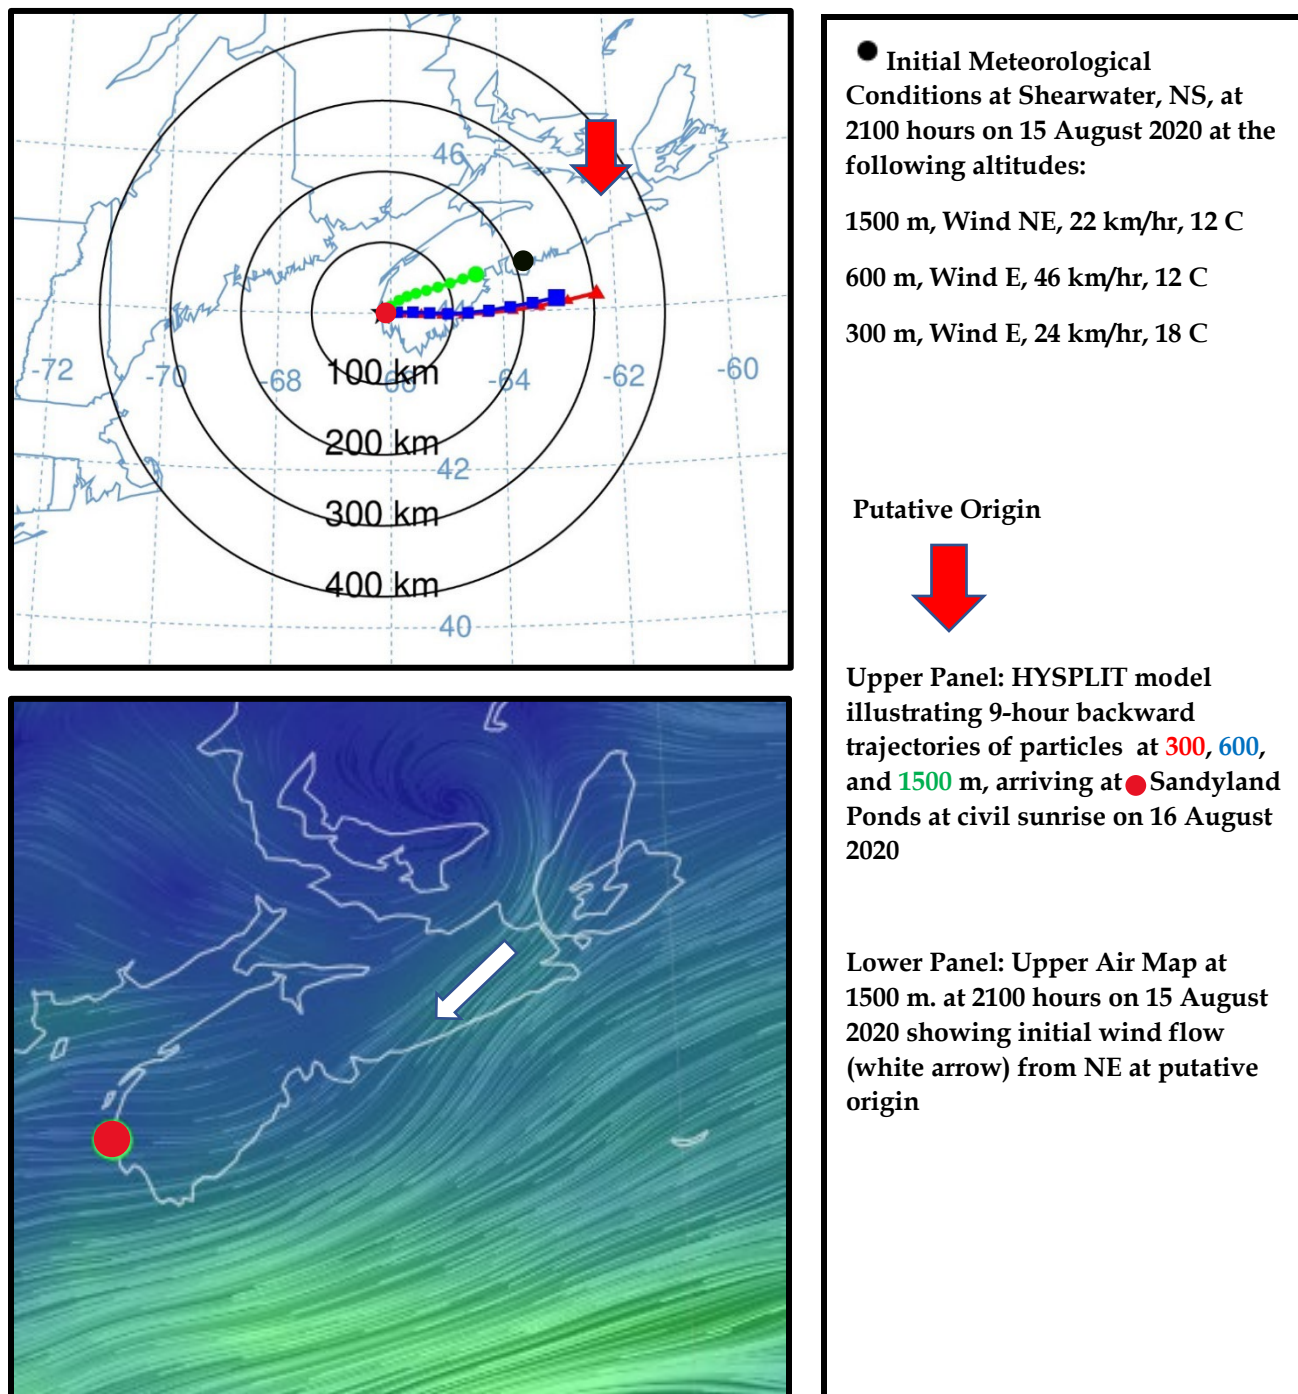 46
44
-72
-70
-68
66
-64
-62
-60
100 km
200 km
42
300 km
400 km
40
Initial Meteorological
Conditions at Shearwater, NS, at
2100 hours on 15 August 2020 at the
following altitudes:
1500 m, Wind NE, 22 km/hr, 12 C
600 m, Wind E, 46 km/hr, 12 C
300 m, Wind E, 24 km/hr, 18 C
Putative Origin
Upper Panel: HYSPLIT model
illustrating 9-hour backward
trajectories of particles at 300, 600,
and 1500 m, arriving at Sandyland
Ponds at civil sunrise on 16 August
2020
Lower Panel: Upper Air Map at
1500 m. at 2100 hours on 15 August
2020 showing initial wind flow
(white arrow) from NE at putative
origin